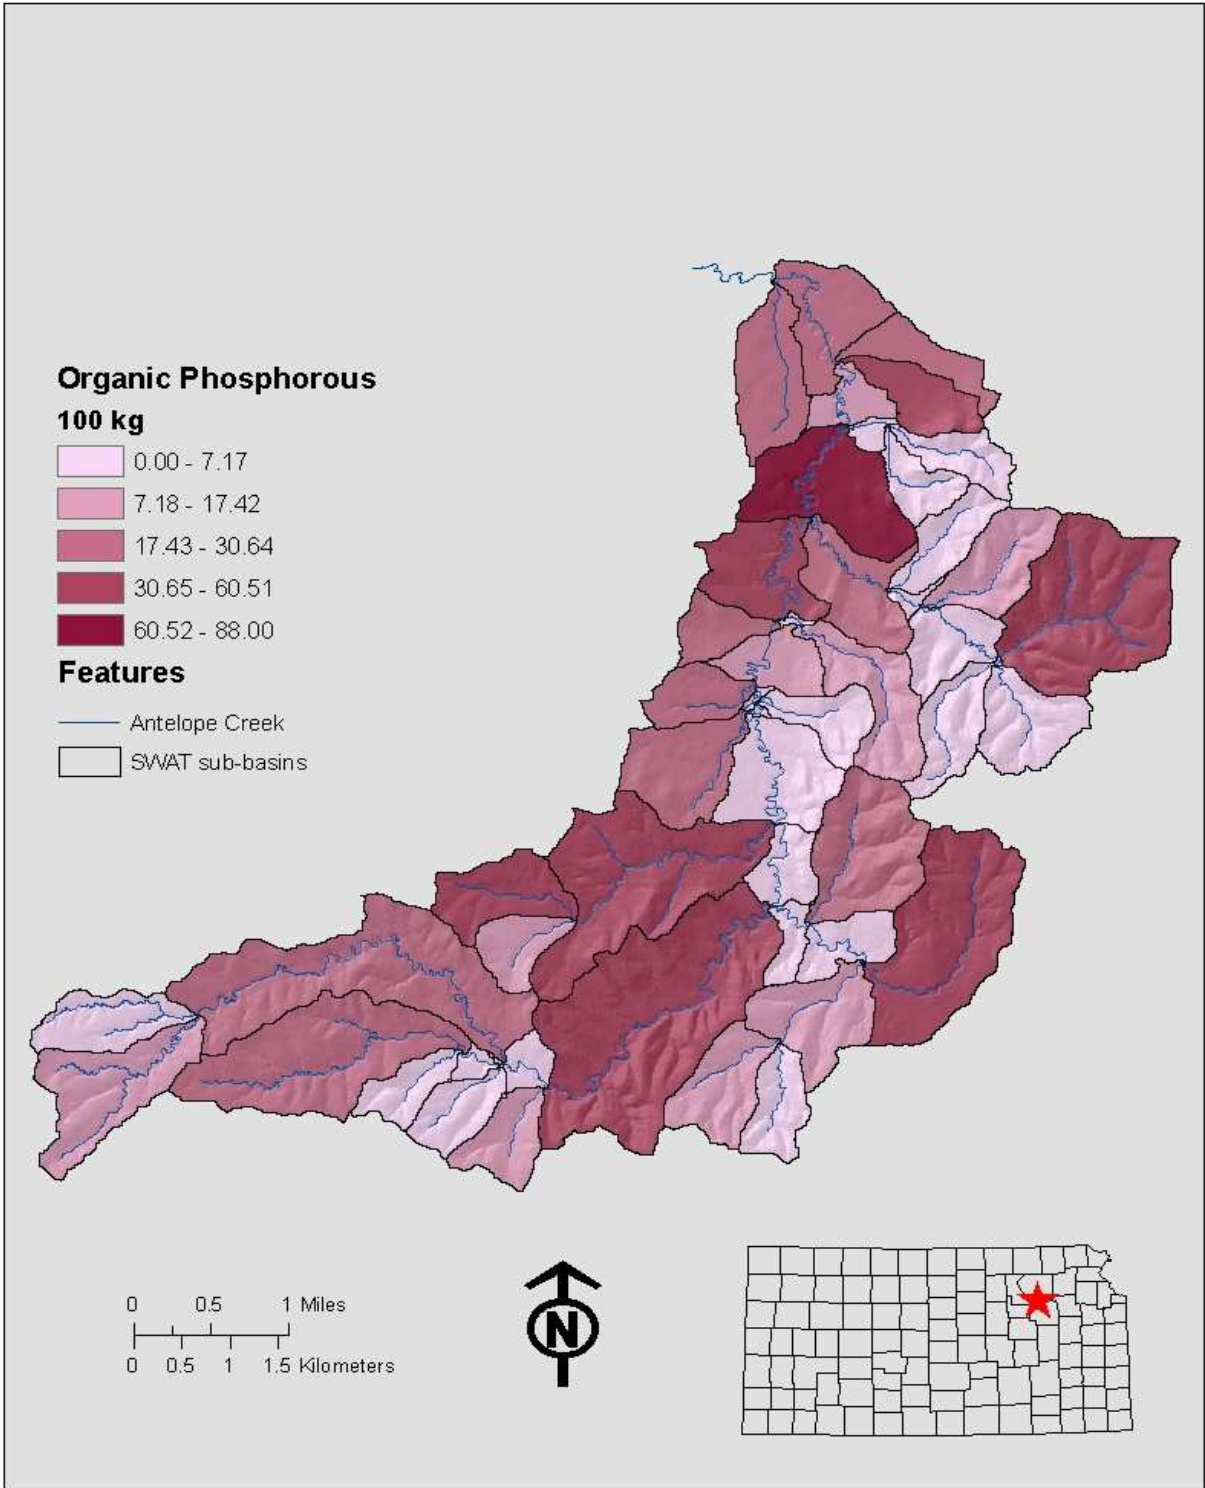 Organic Phosphorous
100 kg
0.00 - 7.17
7.18 - 17.42
17.43 - 30.64
30.65 - 60.51
60.52 - 88.00
Features
Antelope Creek
SWAT sub-basins
0 0.5 1 Miles
0 0.5 1 1.5 Kilometers
N